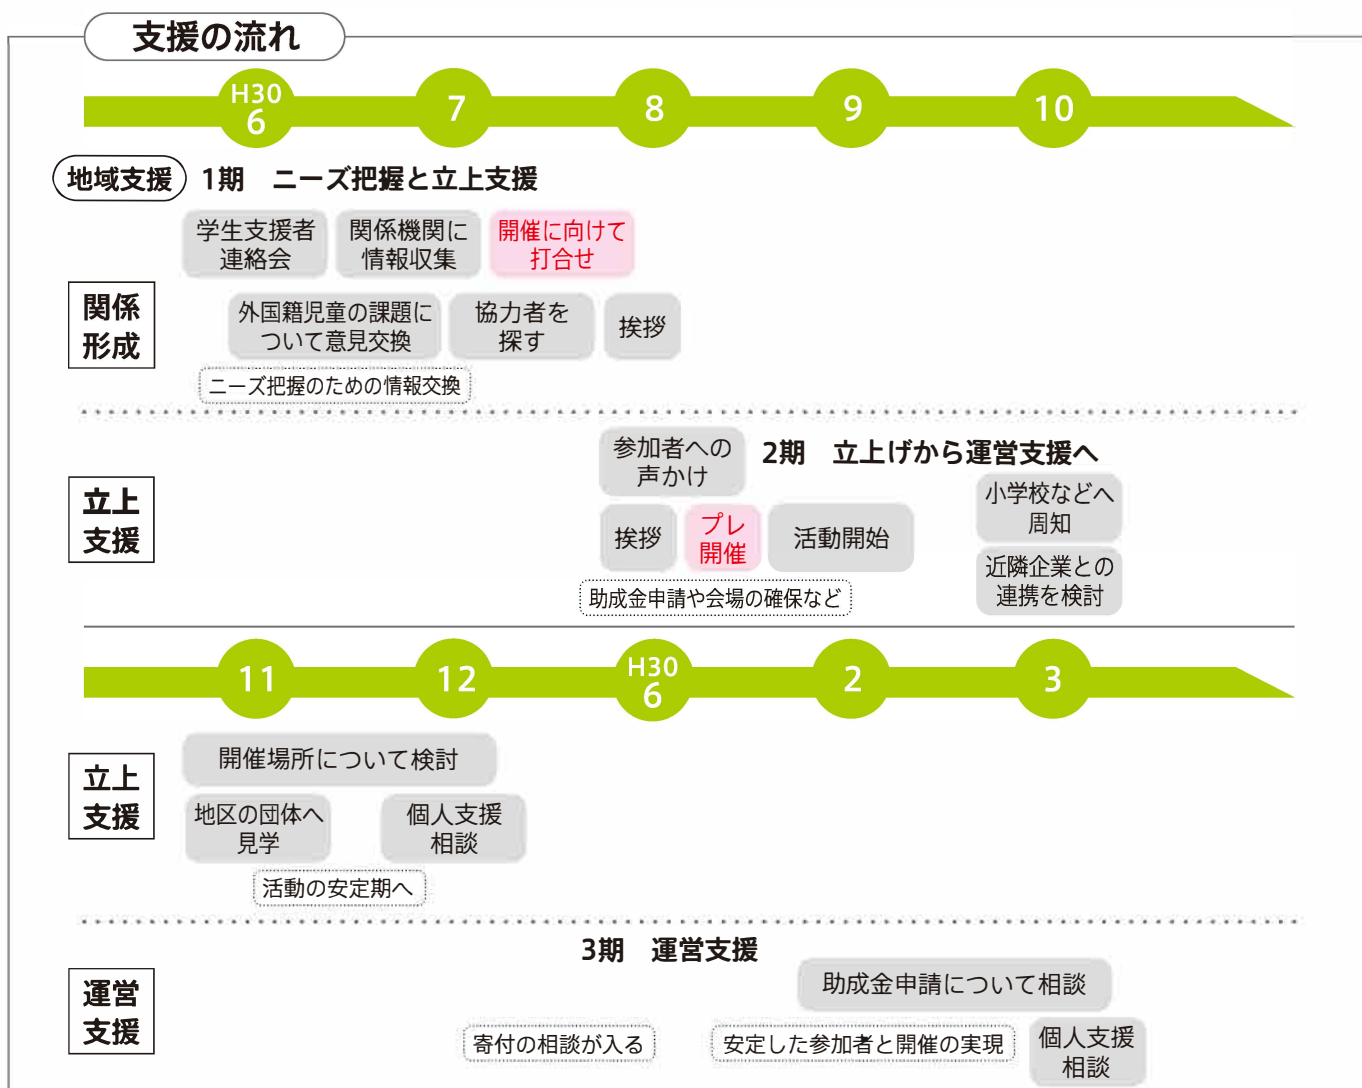 支援の流れ
H30
6
7
8
9
10
地域支援
1期　ニーズ把握と立上支援
学生支援者
連絡会
関係機関に
情報収集
開催に向けて
打合せ
関係
形成
外国籍児童の課題に
ついて意見交換
協力者を
探す
挨拶
ニーズ把握のための情報交換
参加者への
声かけ
2期　立上げから運営支援へ
立上
支援
挨拶
プレ
開催
活動開始
小学校などへ
周知
近隣企業との
連携を検討
助成金申請や会場の確保など
11
12
H30
6
2
3
立上
支援
開催場所について検討
地区の団体へ
見学
個人支援
相談
活動の安定期へ
3期　運営支援
運営
支援
助成金申請について相談
寄付の相談が入る
安定した参加者と開催の実現
個人支援
相談